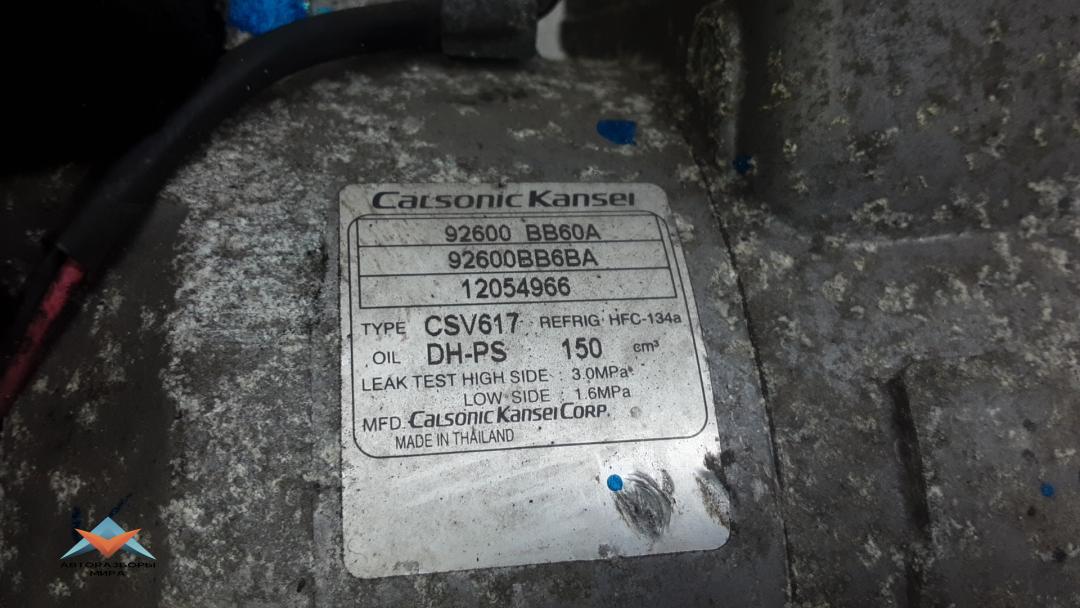 Calsonic Kansei
92600 BB60A
92600BB6BA
12054966
TYPE CSV617 REFRIG HFC-134a
OIL DH-PS 150 cm³
LEAK TEST HIGH SIDE : 3.0MPa
LOW SIDE : 1.6MPa
MFD. Calsonic Kansei Corp.
MADE IN THAILAND
АВТОРАЗБОРЫ
МИРА